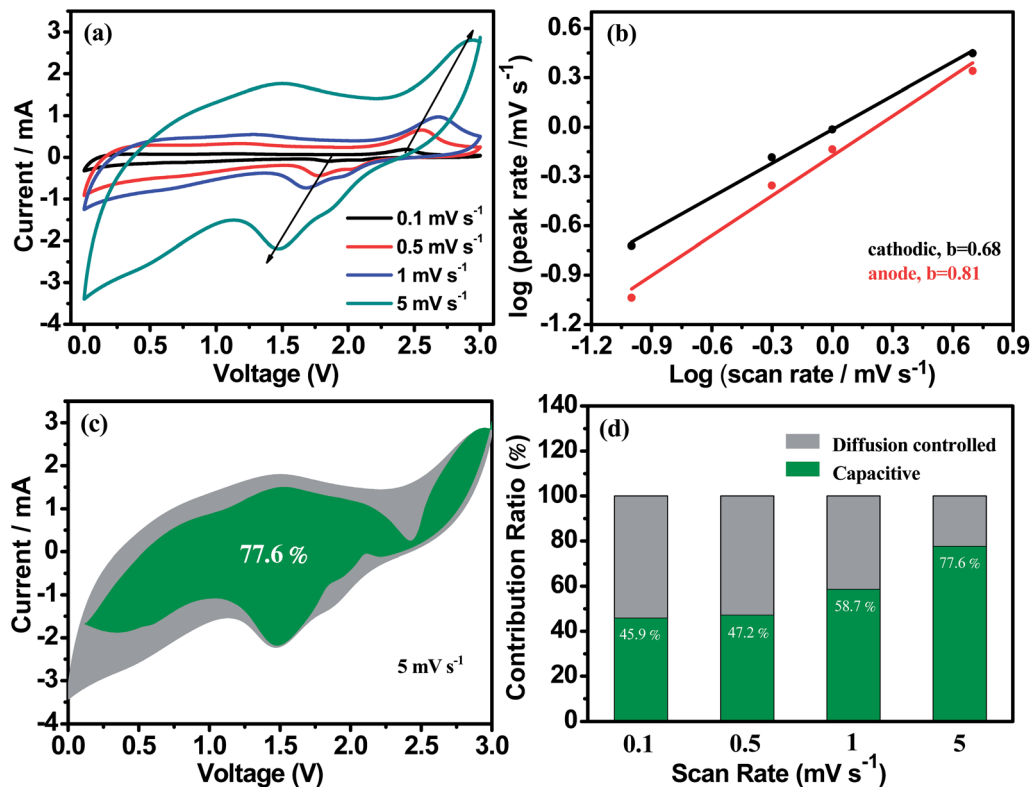 (a)
3
2
1
0
-1
-2
-3
-4
Current / mA
0.1 mV s⁻¹
0.5 mV s⁻¹
1 mV s⁻¹
5 mV s⁻¹
0.0 0.5 1.0 1.5 2.0 2.5 3.0
Voltage (V)
(b)
0.6
0.3
0.0
-0.3
-0.6
-0.9
-1.2
log (peak rate /mV s⁻¹)
cathodic, b=0.68
anode, b=0.81
-1.2 -0.9 -0.6 -0.3 0.0 0.3 0.6 0.9
Log (scan rate / mV s⁻¹)
(c)
3
2
1
0
-1
-2
-3
-4
Current / mA
77.6 %
5 mV s⁻¹
0.0 0.5 1.0 1.5 2.0 2.5 3.0
Voltage (V)
(d)
140
120
100
80
60
40
20
0
Contribution Ratio (%)
Diffusion controlled
Capacitive
45.9 %
47.2 %
58.7 %
77.6 %
0.1 0.5 1 5
Scan Rate (mV s⁻¹)